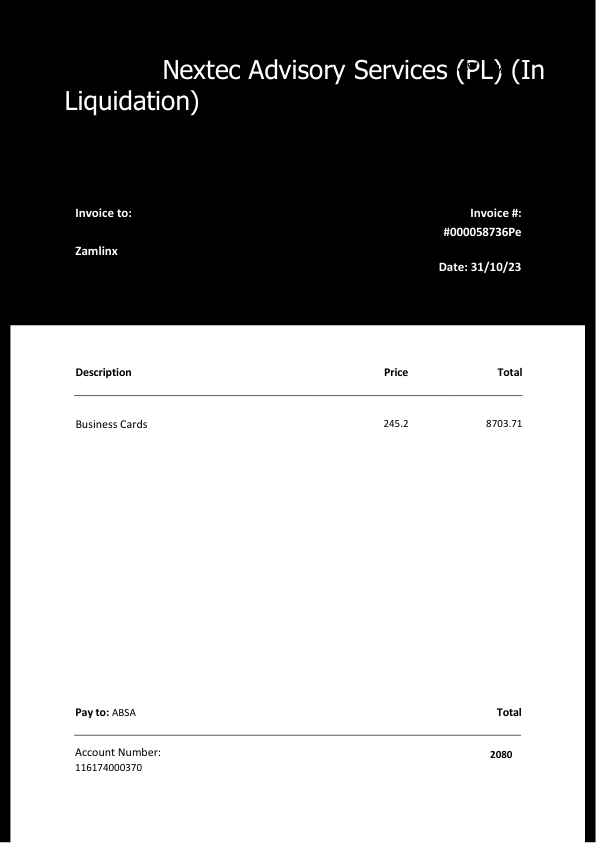 Nextec Advisory Services (PL) (In
Liquidation)
Invoice to:
Invoice #:
#000058736Pe
Zamlinx
Date: 31/10/23
Description Price Total
Business Cards 245.2 8703.71
Pay to: ABSA Total
Account Number:
116174000370
2080